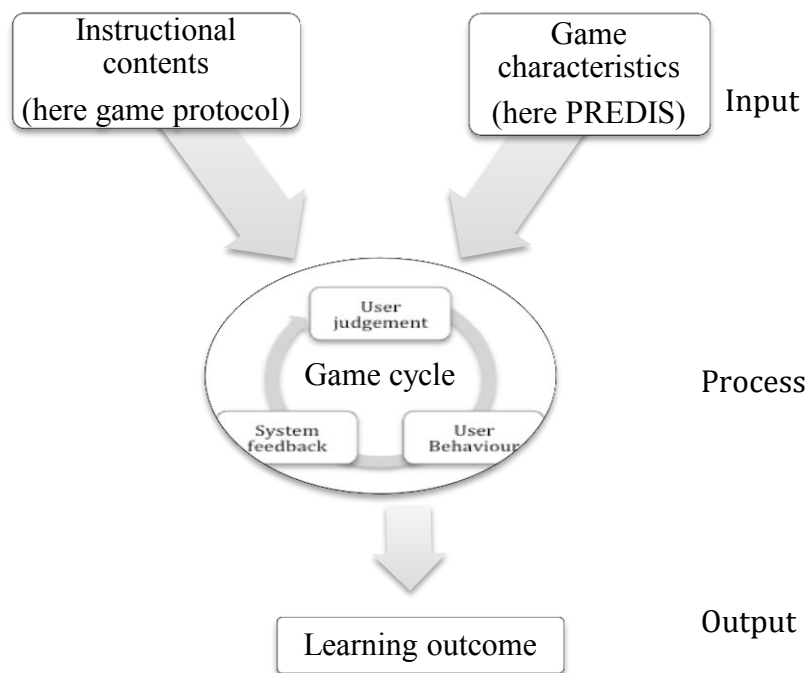 Instructional
contents
(here game protocol)
Game
characteristics
(here PREDIS)
Input
User
judgement
Game cycle
System
feedback
User
Behaviour
Process
Learning outcome
Output